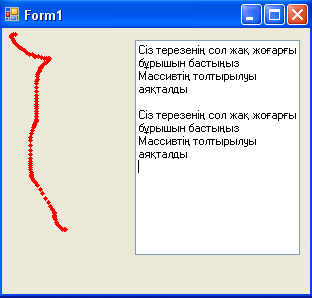 Form1
Сіз терезенің сол жақ жоғарғы
бұрышын бастыңыз
Массивтің толтырылуы
аяқталды
Сіз терезенің сол жақ жоғарғы
бұрышын бастыңыз
Массивтің толтырылуы
аяқталды